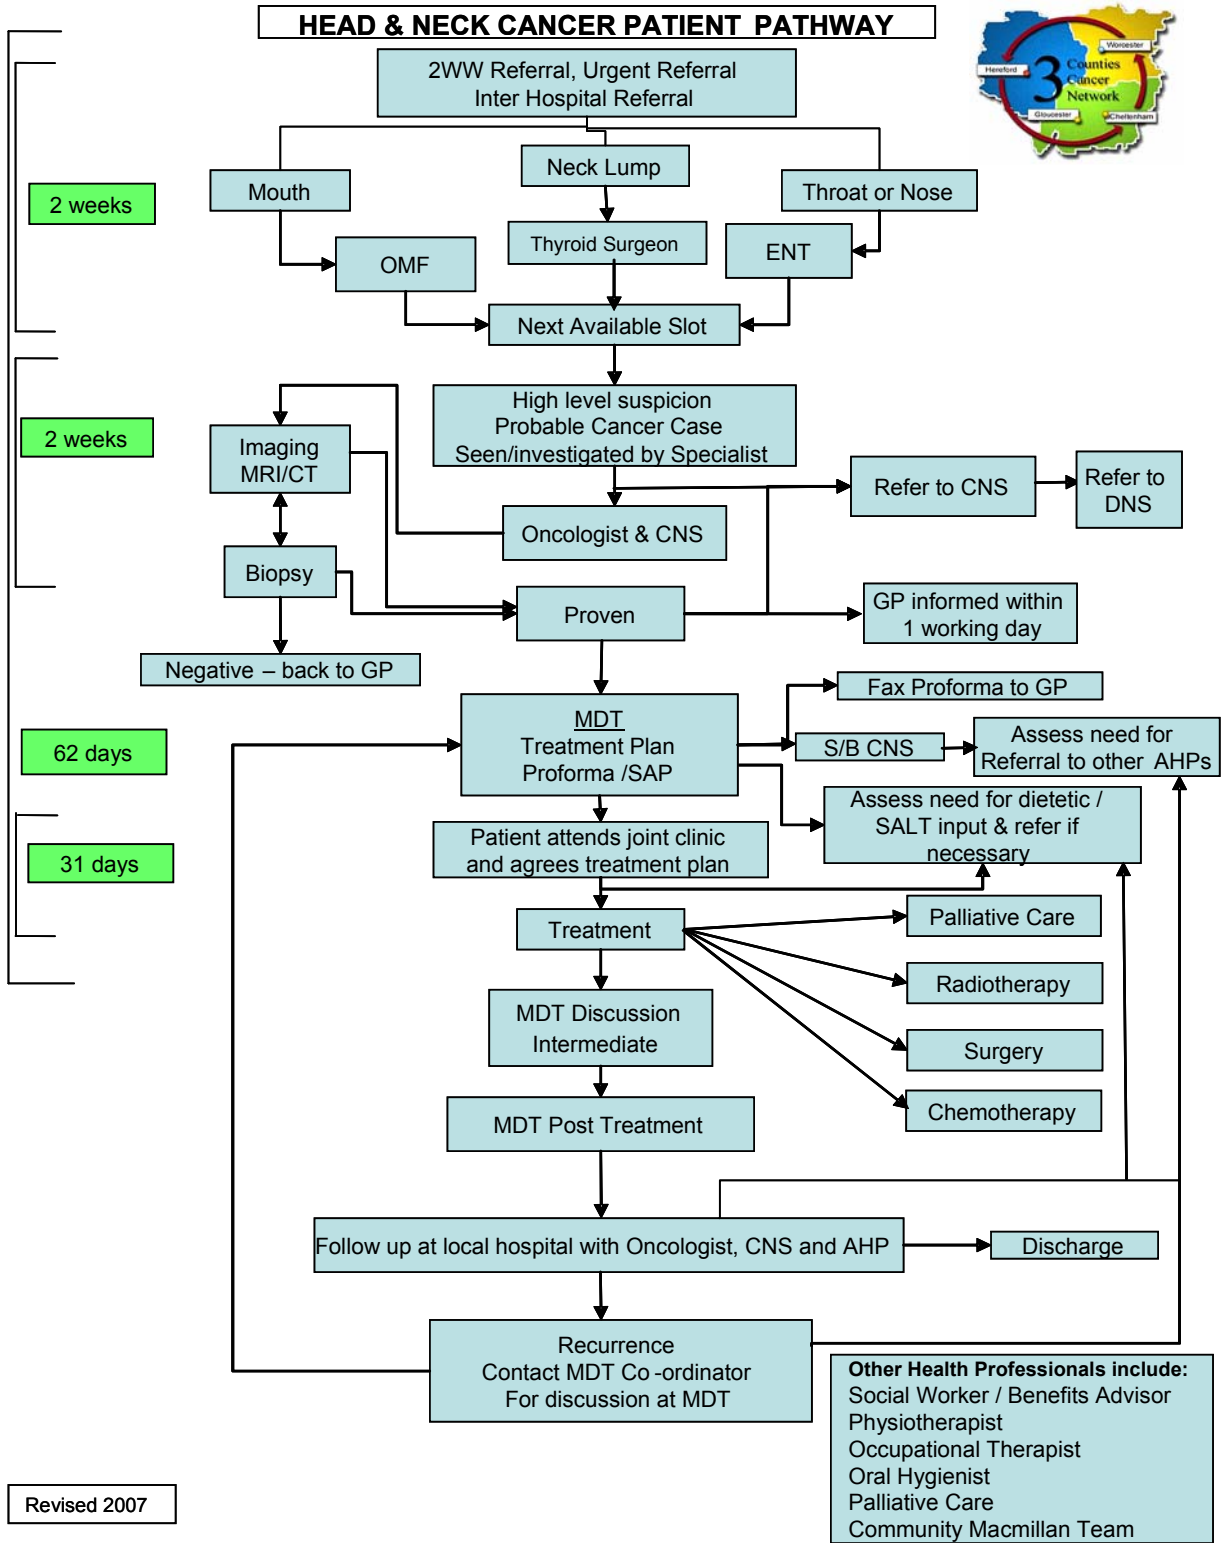 HEAD & NECK CANCER PATIENT PATHWAY
Worcester
Hereford
3
Counties
Cancer
Network
Gloucester
Cheltenham
2WW Referral, Urgent Referral
Inter Hospital Referral
2 weeks
Mouth
Neck Lump
Throat or Nose
OMF
Thyroid Surgeon
ENT
Next Available Slot
2 weeks
High level suspicion
Probable Cancer Case
Seen/investigated by Specialist
Imaging
MRI/CT
Refer to CNS
Refer to
DNS
Oncologist & CNS
Biopsy
Proven
GP informed within
1 working day
Negative – back to GP
62 days
MDT
Treatment Plan
Proforma /SAP
Fax Proforma to GP
S/B CNS
Assess need for
Referral to other AHPs
Assess need for dietetic /
SALT input & refer if
necessary
31 days
Patient attends joint clinic
and agrees treatment plan
Treatment
Palliative Care
Radiotherapy
Surgery
Chemotherapy
MDT Discussion
Intermediate
MDT Post Treatment
Follow up at local hospital with Oncologist, CNS and AHP
Discharge
Recurrence
Contact MDT Co -ordinator
For discussion at MDT
Other Health Professionals include:
Social Worker / Benefits Advisor
Physiotherapist
Occupational Therapist
Oral Hygienist
Palliative Care
Community Macmillan Team
Revised 2007